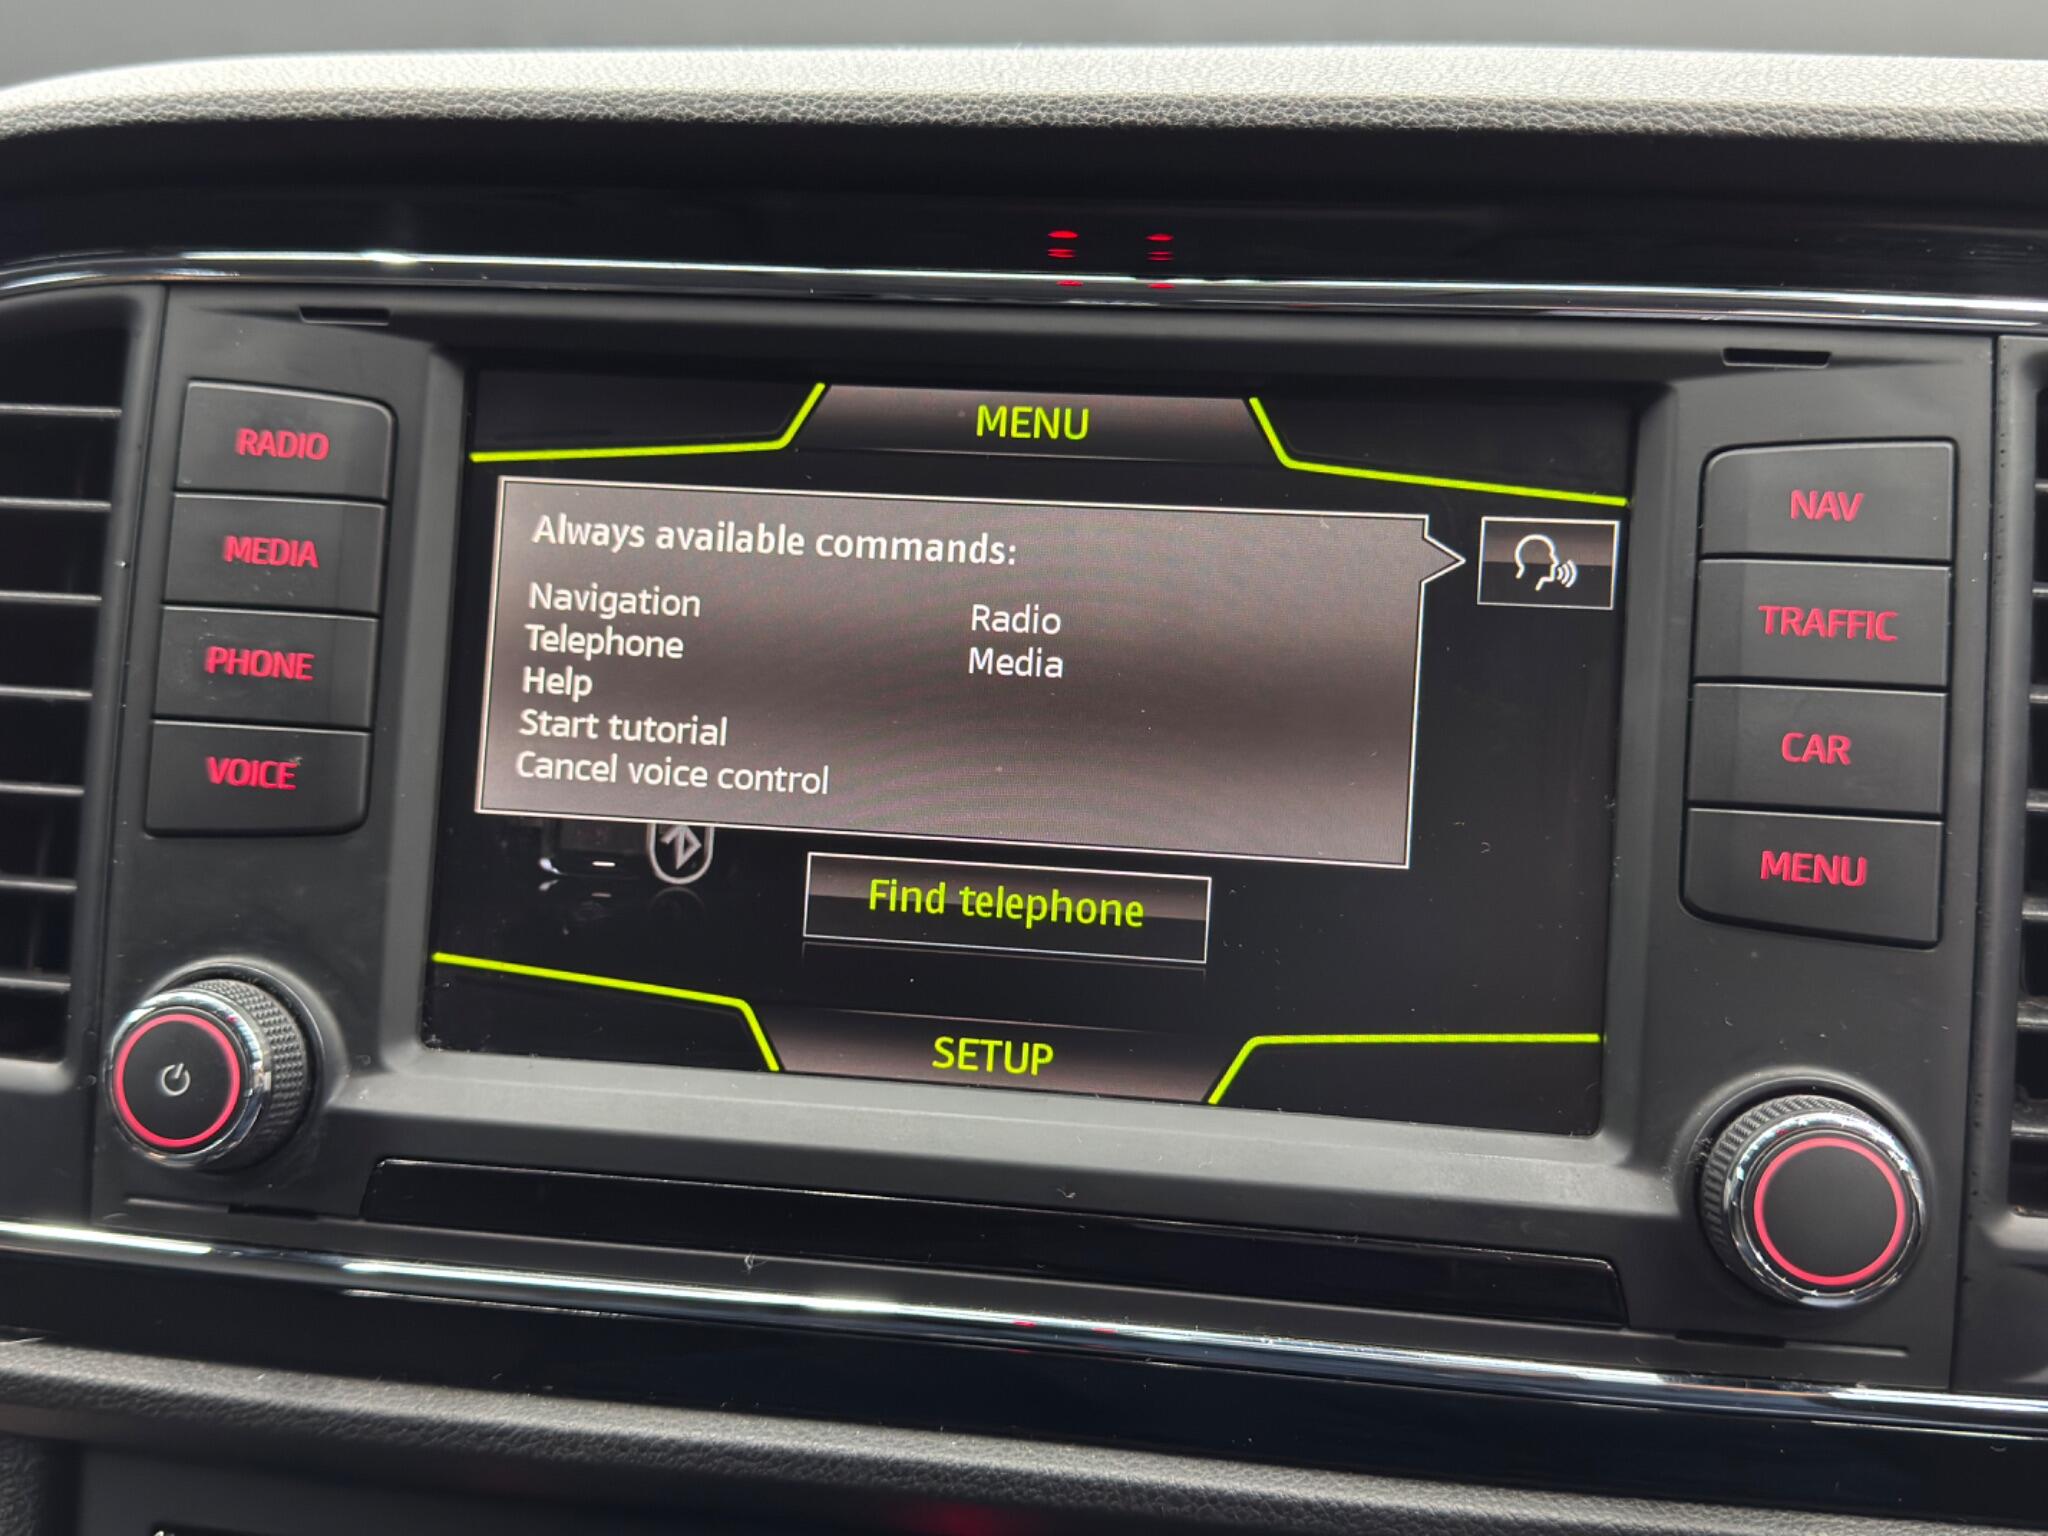 RADIO
MEDIA
PHONE
VOICE
MENU
Always available commands:
Navigation
Telephone
Help
Start tutorial
Cancel voice control
Radio
Media
Find telephone
SETUP
NAV
TRAFFIC
CAR
MENU